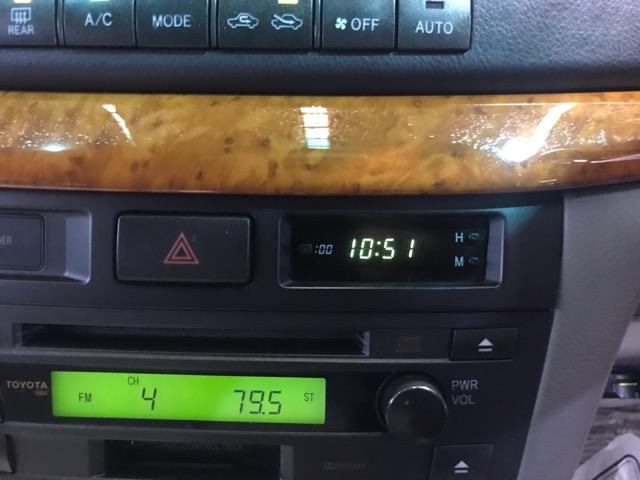 REAR A/C MODE OFF AUTO
:00 10:51 H
M
TOYOTA
FM CH 4 79.5 ST
PWR
VOL